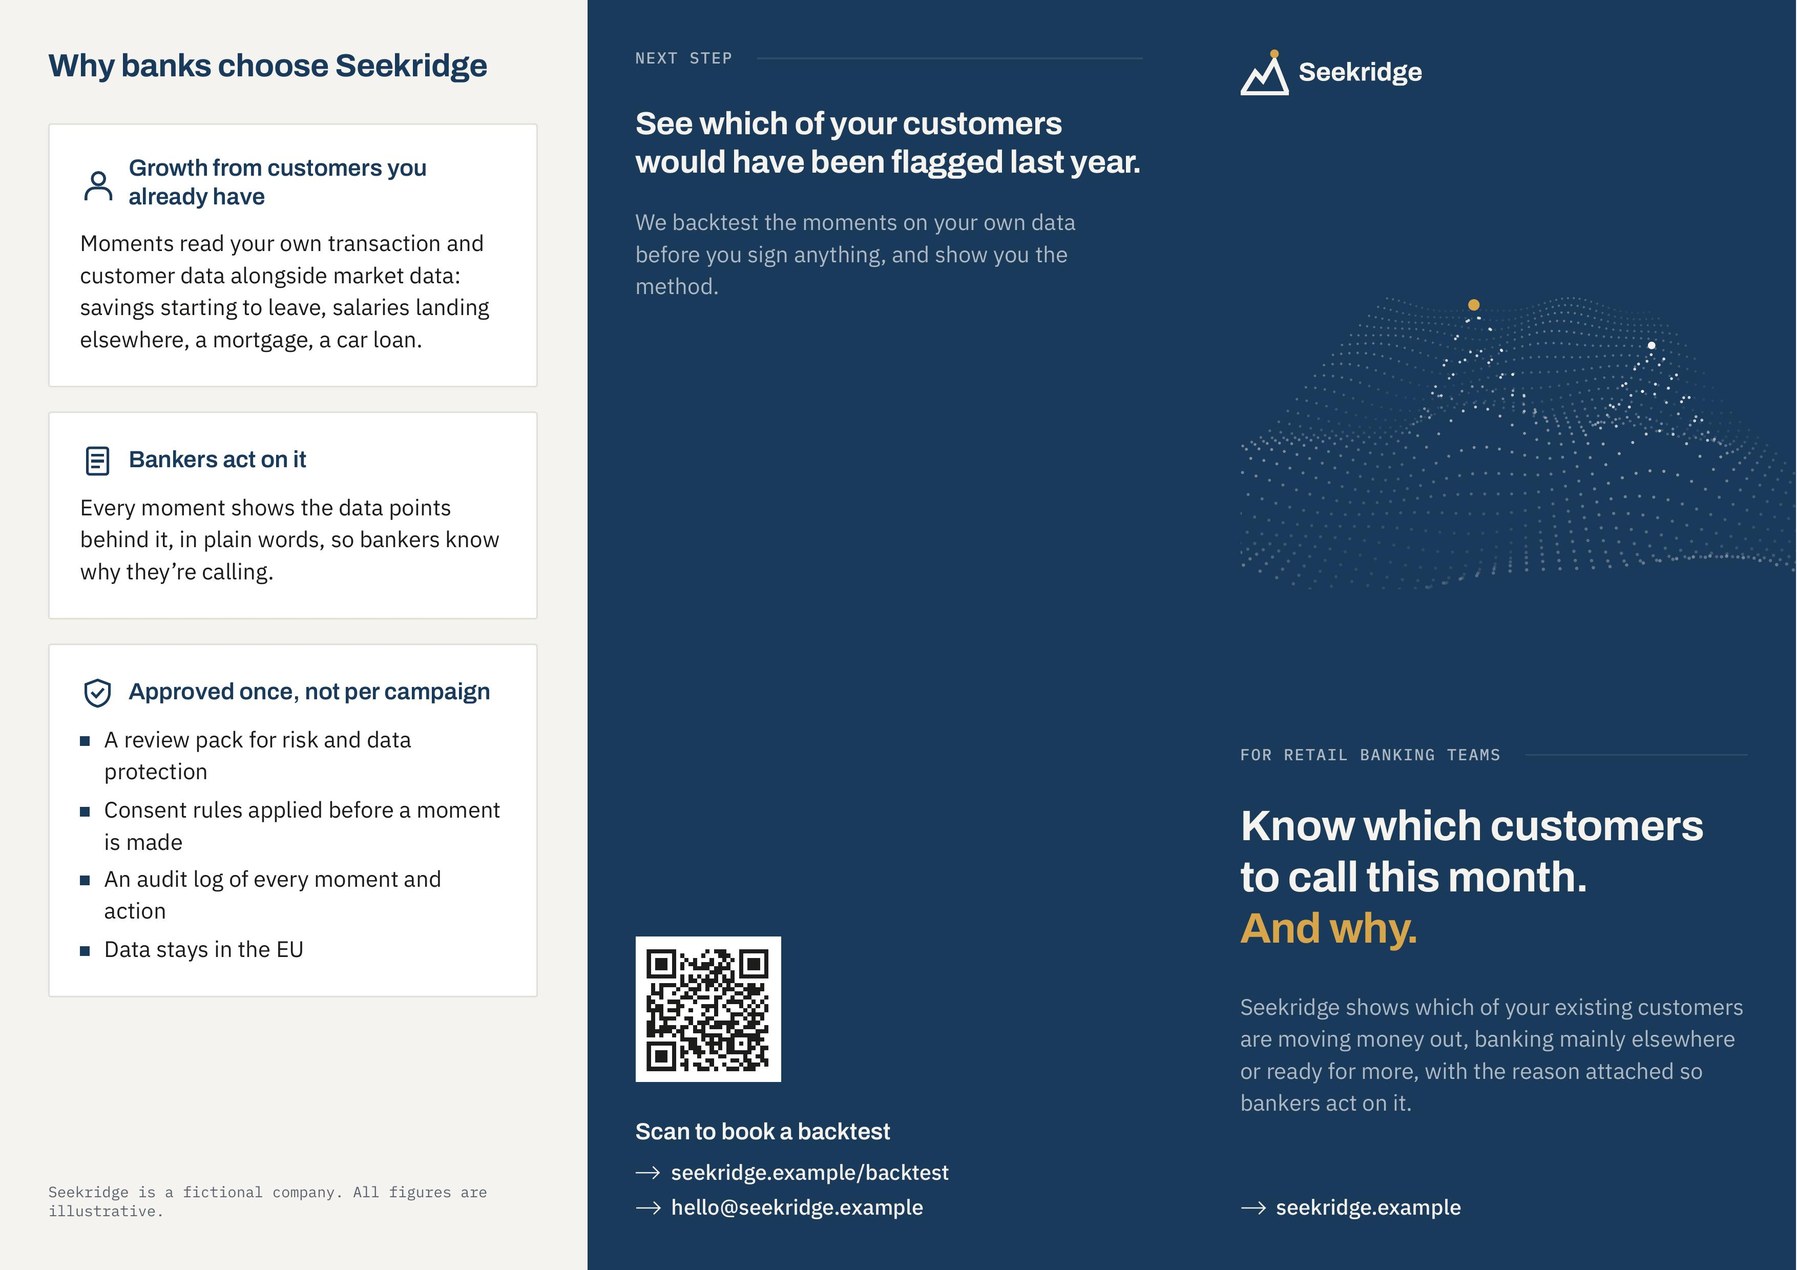 Why banks choose Seekridge
Growth from customers you
already have
Moments read your own transaction and
customer data alongside market data:
savings starting to leave, salaries landing
elsewhere, a mortgage, a car loan.
Bankers act on it
Every moment shows the data points
behind it, in plain words, so bankers know
why they’re calling.
Approved once, not per campaign
A review pack for risk and data
protection
Consent rules applied before a moment
is made
An audit log of every moment and
action
Data stays in the EU
Seekridge is a fictional company. All figures are
illustrative.
NEXT STEP
See which of your customers
would have been flagged last year.
We backtest the moments on your own data
before you sign anything, and show you the
method.
Scan to book a backtest
→ seekridge.example/backtest
→ hello@seekridge.example
Seekridge
FOR RETAIL BANKING TEAMS
Know which customers
to call this month.
And why.
Seekridge shows which of your existing customers
are moving money out, banking mainly elsewhere
or ready for more, with the reason attached so
bankers act on it.
→ seekridge.example